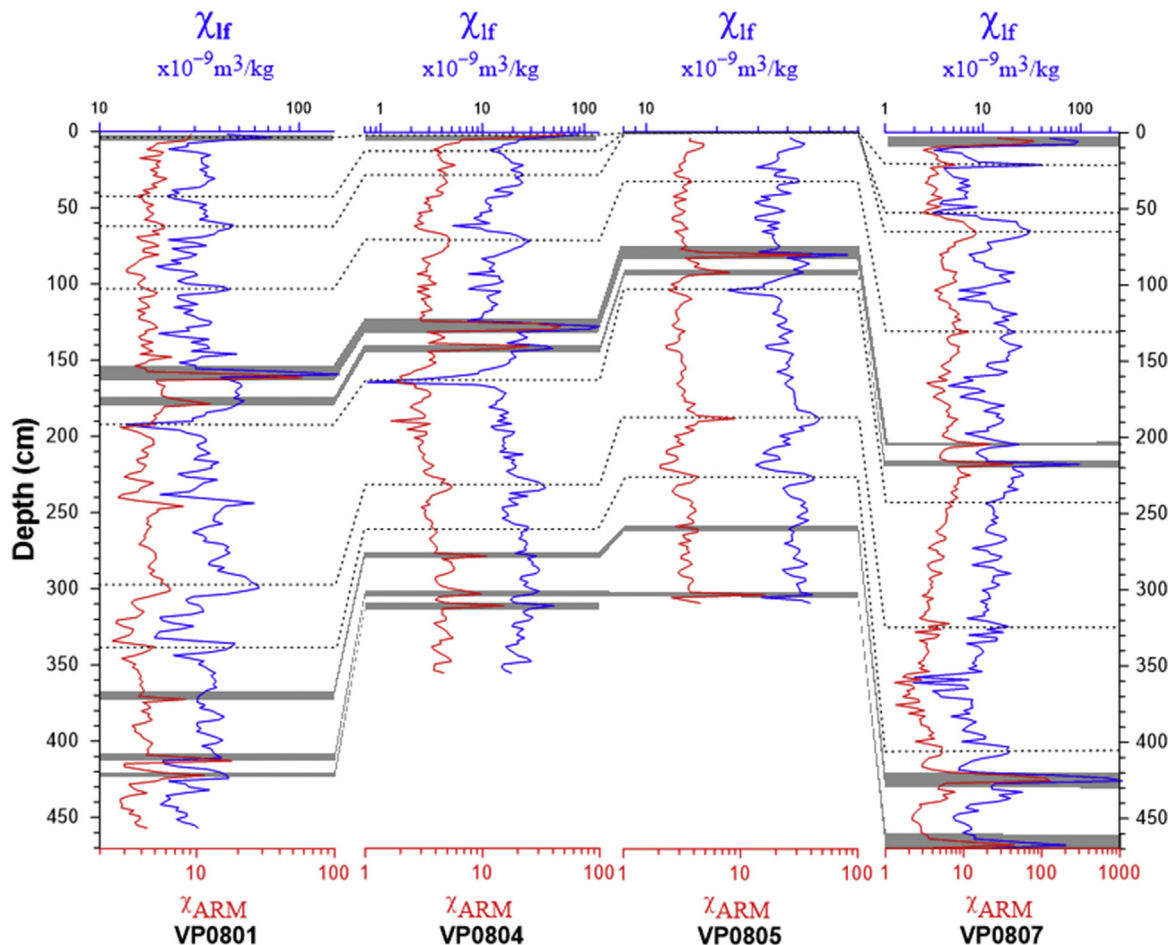 χlf χlf χlf χlf
x10−9m3/kg x10−9m3/kg x10−9m3/kg x10−9m3/kg
10 100 1 10 100 10 1 10 100
0 0
50 50
100 100
150 150
200 200
250 250
300 300
350 350
400 400
450 450
Depth (cm)
10 100 1 10 100 1 10 100 1 10 100 1000
χARM χARM χARM χARM
VP0801 VP0804 VP0805 VP0807